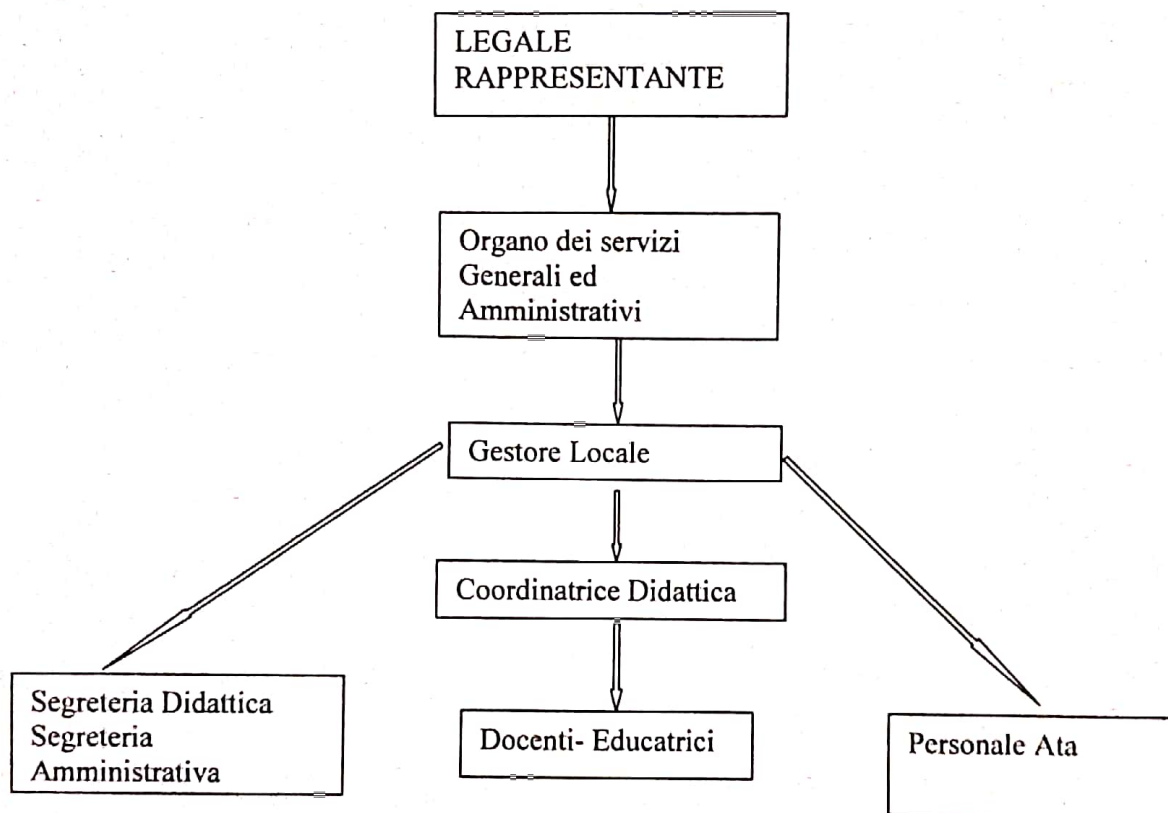 LEGALE
RAPPRESENTANTE
Organo dei servizi
Generali ed
Amministrativi
Gestore Locale
Coordinatrice Didattica
Segreteria Didattica
Segreteria
Amministrativa
Docenti- Educatrici
Personale Ata